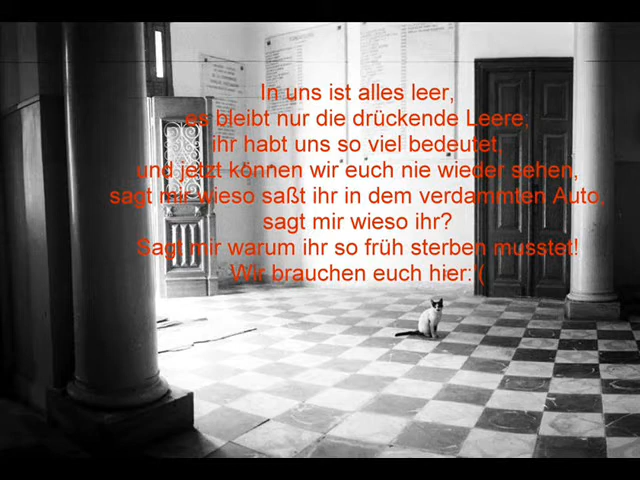 In uns ist alles leer,
es bleibt nur die drückende Leere,
ihr habt uns so viel bedeutet,
und jetzt können wir euch nie wieder sehen,
sagt mir wieso saßt ihr in dem verdammten Auto,
sagt mir wieso ihr?
Sagt mir warum ihr so früh sterben musstet!
Wir brauchen euch hier:'(